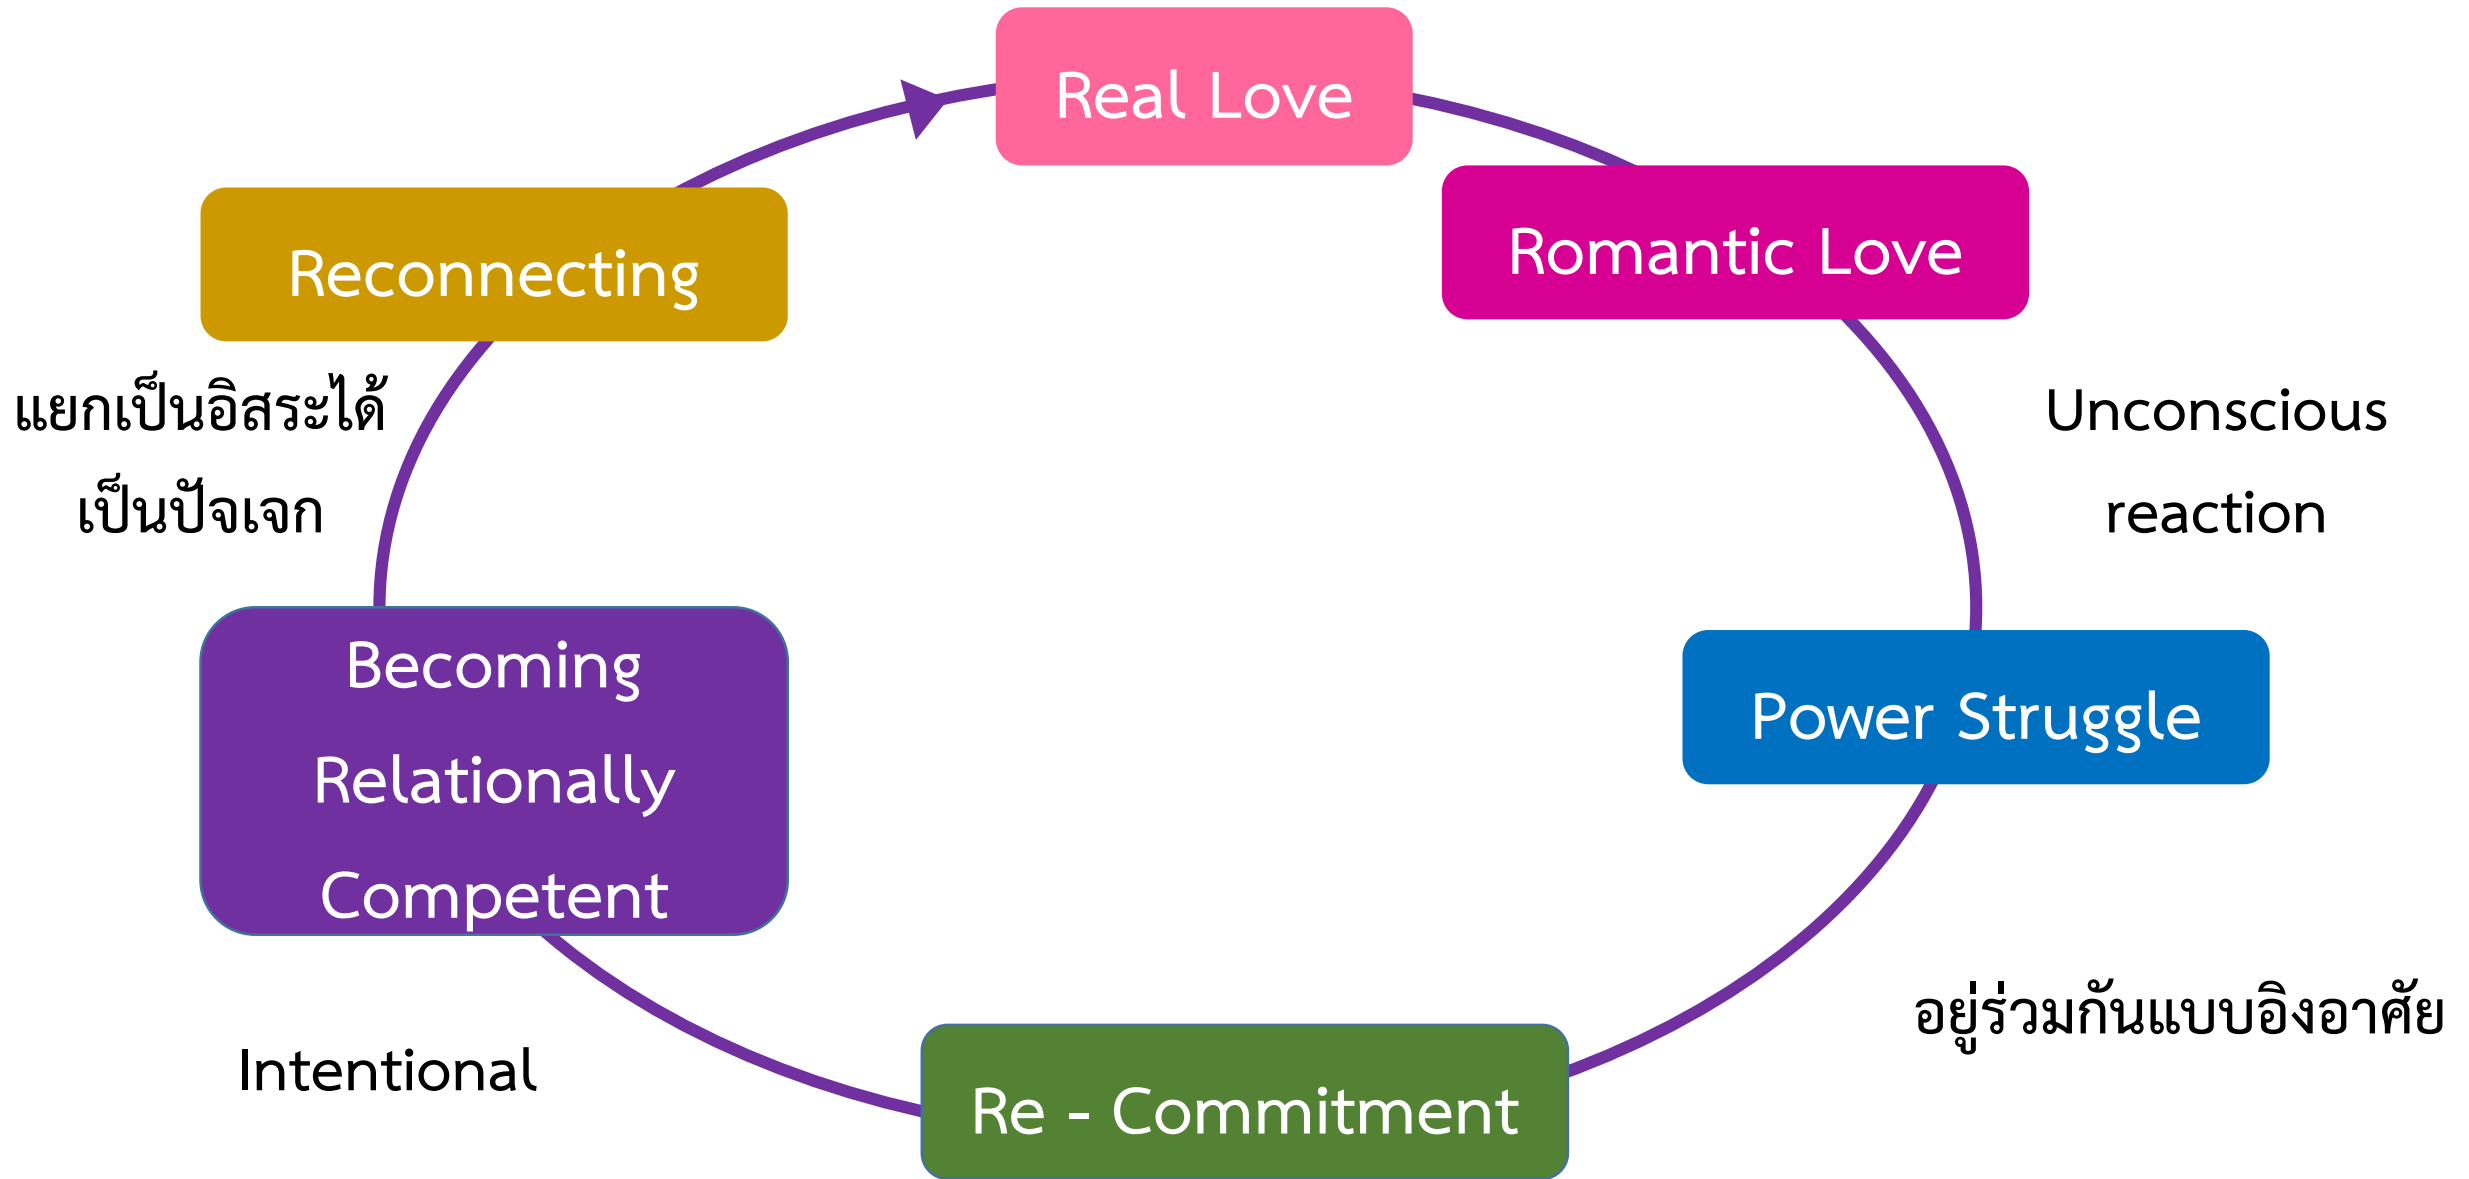 Real Love
Romantic Love
Reconnecting
แยกเป็นอิสระได้
เป็นปัจเจก
Unconscious
reaction
Becoming
Relationally
Competent
Power Struggle
อยู่ร่วมกันแบบอิงอาศัย
Intentional
Re - Commitment